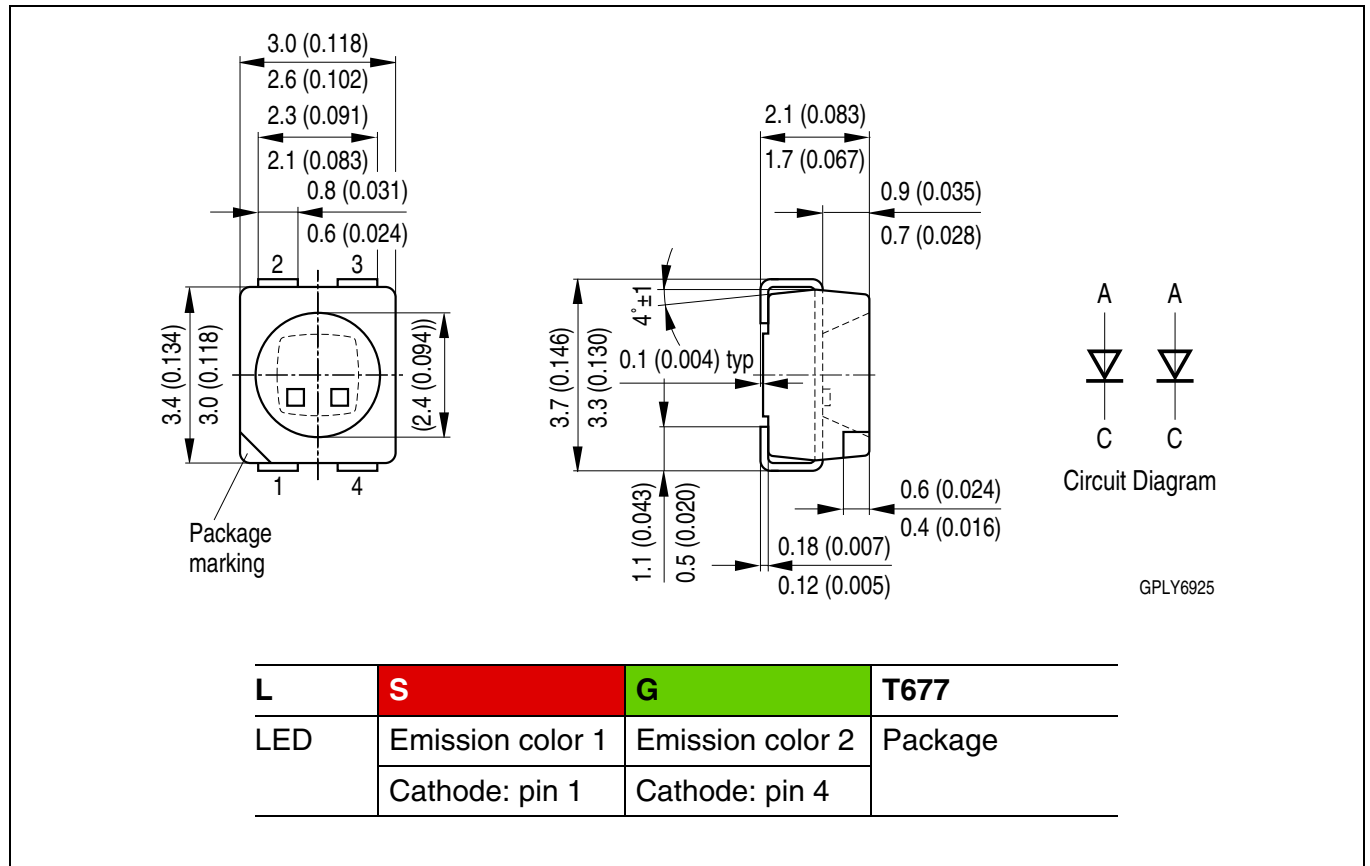 3.0 (0.118)
2.6 (0.102)
2.3 (0.091)
2.1 (0.083)
0.8 (0.031)
0.6 (0.024)
2
3
3.4 (0.134)
3.0 (0.118)
(2.4 (0.094))
1
4
Package
marking
2.1 (0.083)
1.7 (0.067)
0.9 (0.035)
0.7 (0.028)
4˚±1
0.1 (0.004) typ
3.7 (0.146)
3.3 (0.130)
1.1 (0.043)
0.5 (0.020)
0.6 (0.024)
0.4 (0.016)
0.18 (0.007)
0.12 (0.005)
A A
C C
Circuit Diagram
GPLY6925
L S G T677
LED Emission color 1 Emission color 2 Package
Cathode: pin 1 Cathode: pin 4